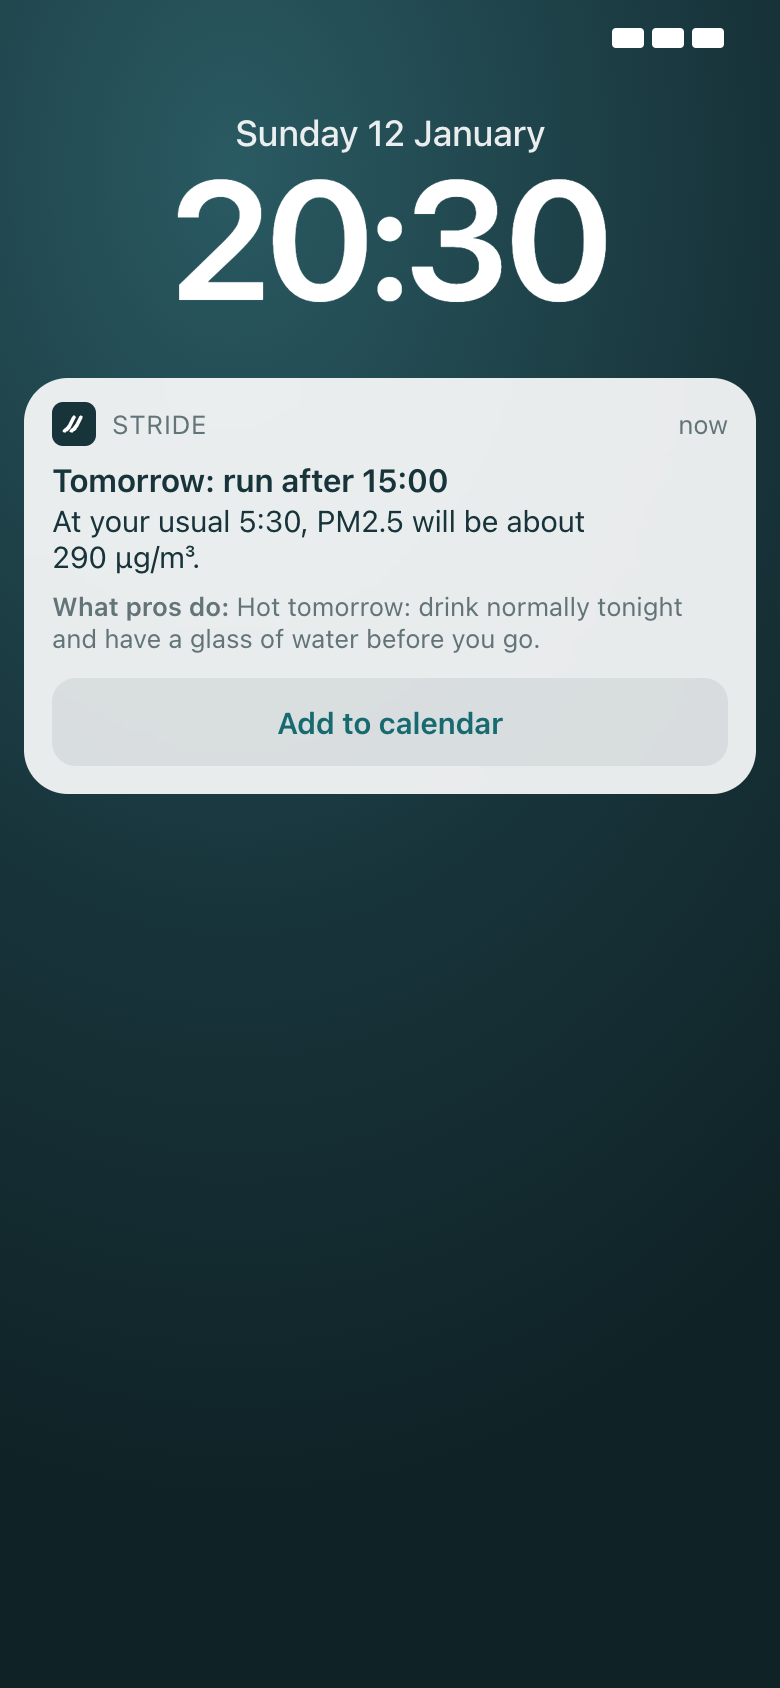 Sunday 12 January
20:30
STRIDE
now
Tomorrow: run after 15:00
At your usual 5:30, PM2.5 will be about
290 µg/m³.
What pros do: Hot tomorrow: drink normally tonight
and have a glass of water before you go.
Add to calendar